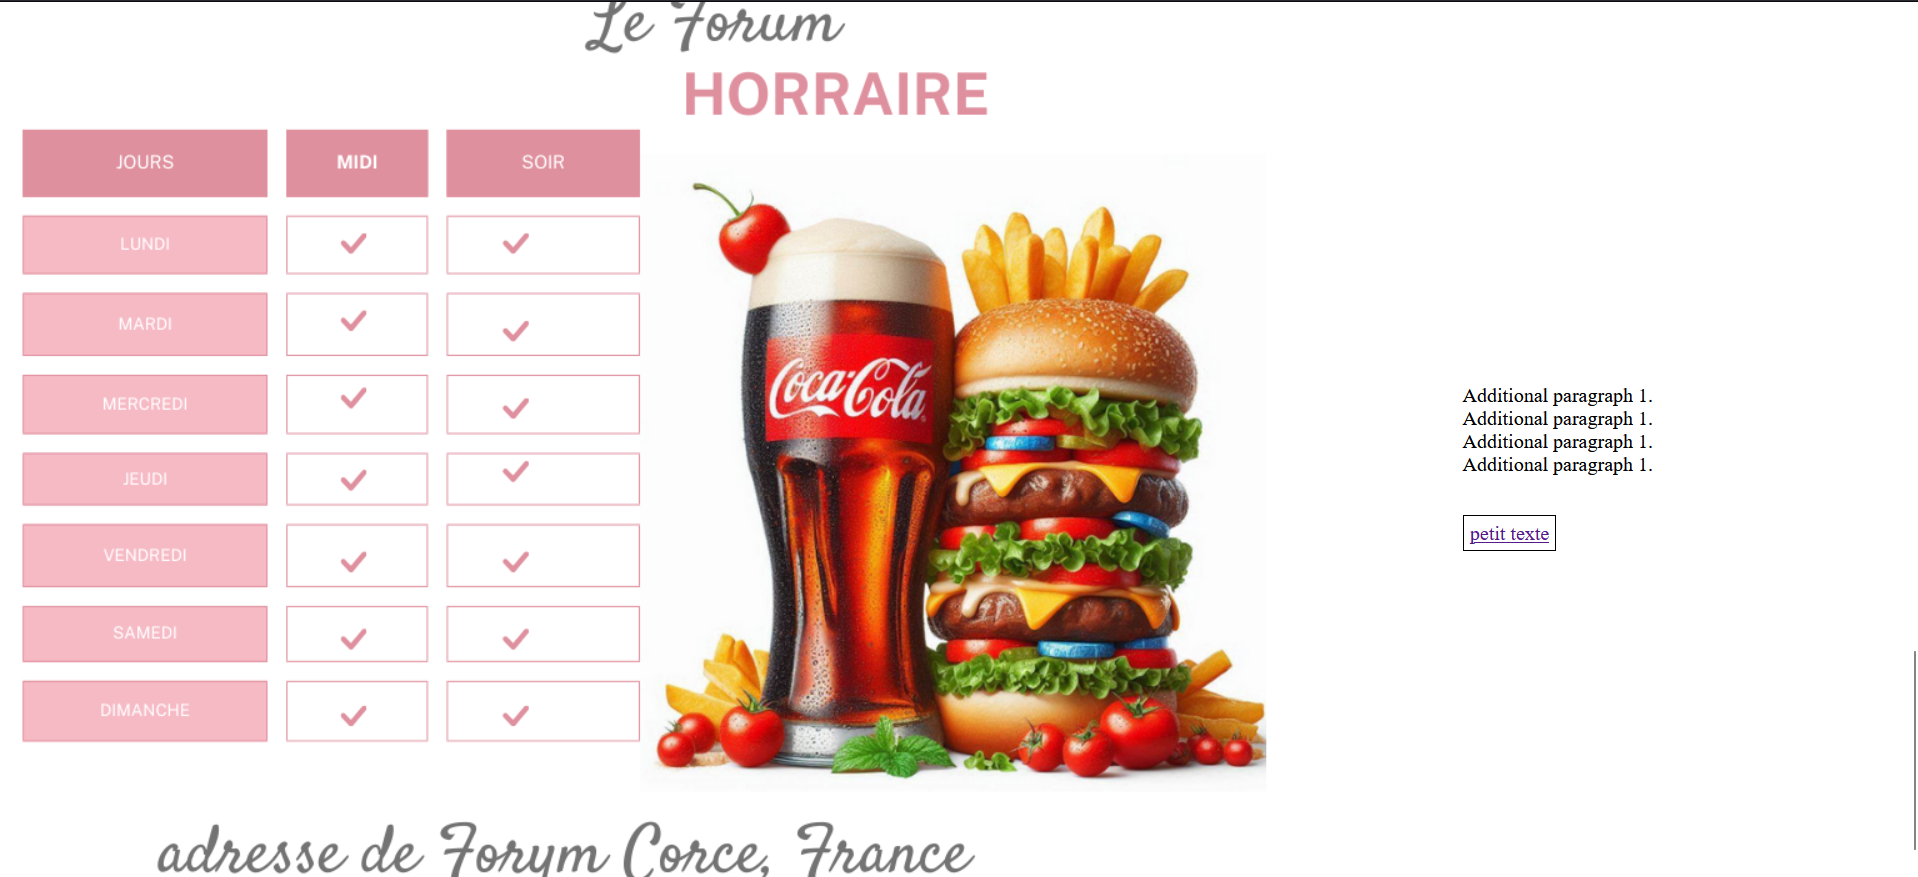 Le Forum
HORRAIRE
JOURS MIDI SOIR
LUNDI
MARDI
MERCREDI
JEUDI
VENDREDI
SAMEDI
DIMANCHE
Coca-Cola
Additional paragraph 1.
Additional paragraph 1.
Additional paragraph 1.
Additional paragraph 1.
petit texte
adresse de Forym Corce, France